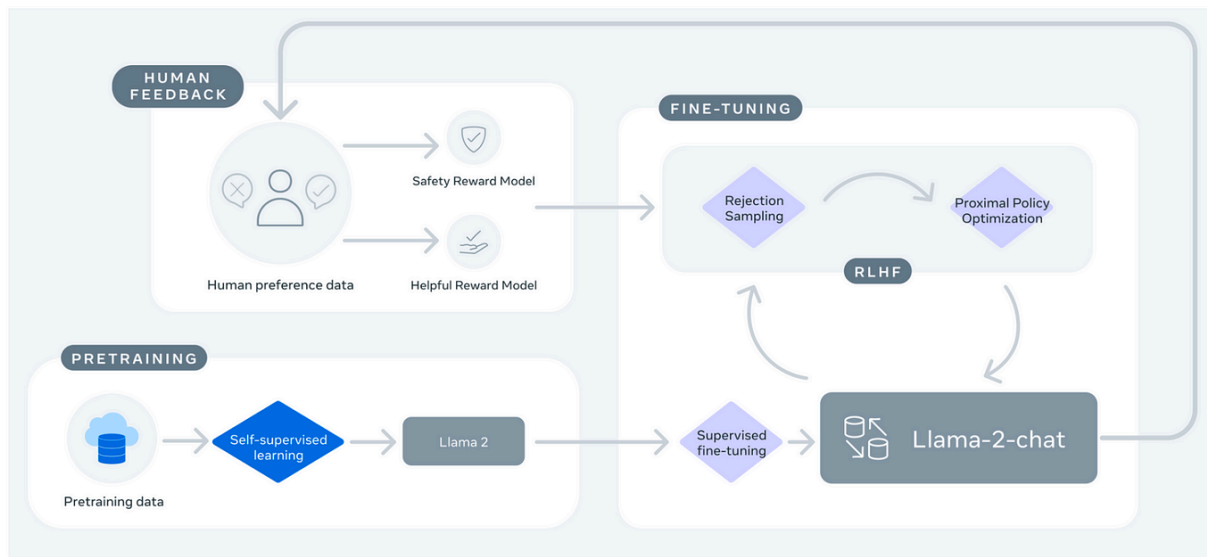 HUMAN
FEEDBACK
Safety Reward Model
Human preference data
Helpful Reward Model
FINE-TUNING
Rejection
Sampling
Proximal Policy
Optimization
RLHF
PRETRAINING
Pretraining data
Self-supervised
learning
Llama 2
Supervised
fine-tuning
Llama-2-chat